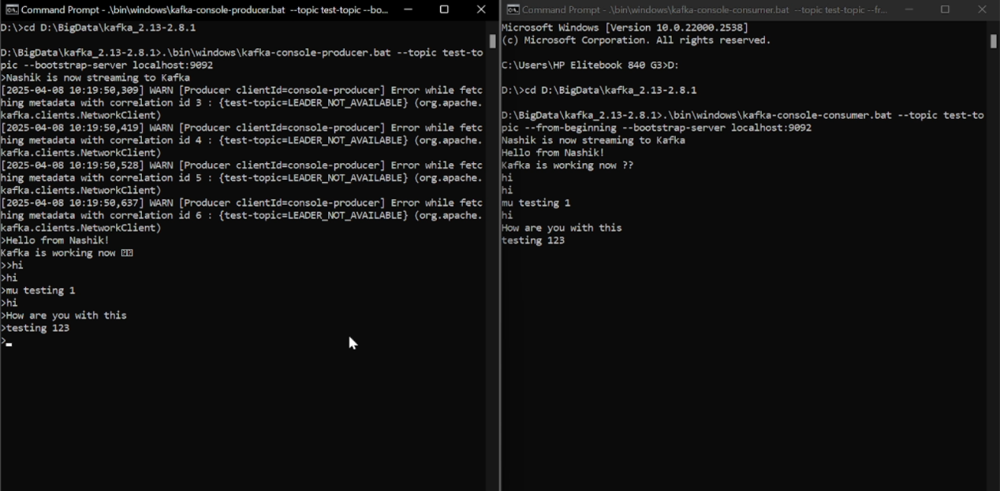 Command Prompt - .\bin\windows\kafka-console-producer.bat --topic test-topic --bo...
D:\>cd D:\BigData\kafka_2.13-2.8.1
D:\BigData\kafka_2.13-2.8.1>.\bin\windows\kafka-console-producer.bat --topic test-to
pic --bootstrap-server localhost:9092
>Nashik is now streaming to Kafka
[2025-04-08 10:19:50,309] WARN [Producer clientId=console-producer] Error while fetc
hing metadata with correlation id 3 : {test-topic=LEADER_NOT_AVAILABLE} (org.apache.
kafka.clients.NetworkClient)
[2025-04-08 10:19:50,419] WARN [Producer clientId=console-producer] Error while fetc
hing metadata with correlation id 4 : {test-topic=LEADER_NOT_AVAILABLE} (org.apache.
kafka.clients.NetworkClient)
[2025-04-08 10:19:50,528] WARN [Producer clientId=console-producer] Error while fetc
hing metadata with correlation id 5 : {test-topic=LEADER_NOT_AVAILABLE} (org.apache.
kafka.clients.NetworkClient)
[2025-04-08 10:19:50,637] WARN [Producer clientId=console-producer] Error while fetc
hing metadata with correlation id 6 : {test-topic=LEADER_NOT_AVAILABLE} (org.apache.
kafka.clients.NetworkClient)
>Hello from Nashik!
Kafka is working now ⍰⍰
>>hi
>hi
>mu testing 1
>hi
>How are you with this
>testing 123
>
Command Prompt - .\bin\windows\kafka-console-consumer.bat --topic test-topic --fr...
Microsoft Windows [Version 10.0.22000.2538]
(c) Microsoft Corporation. All rights reserved.
C:\Users\HP Elitebook 840 G3>D:
D:\>cd D:\BigData\kafka_2.13-2.8.1
D:\BigData\kafka_2.13-2.8.1>.\bin\windows\kafka-console-consumer.bat --topic test-to
pic --from-beginning --bootstrap-server localhost:9092
Nashik is now streaming to Kafka
Hello from Nashik!
Kafka is working now ??
hi
hi
mu testing 1
hi
How are you with this
testing 123